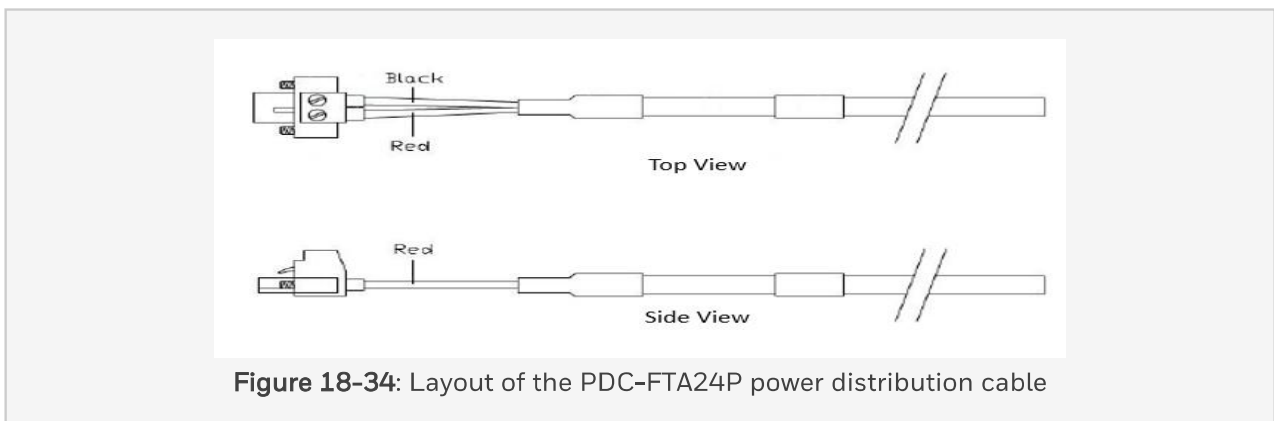 Black
Red
Top View
Red
Side View
Figure 18-34: Layout of the PDC-FTA24P power distribution cable